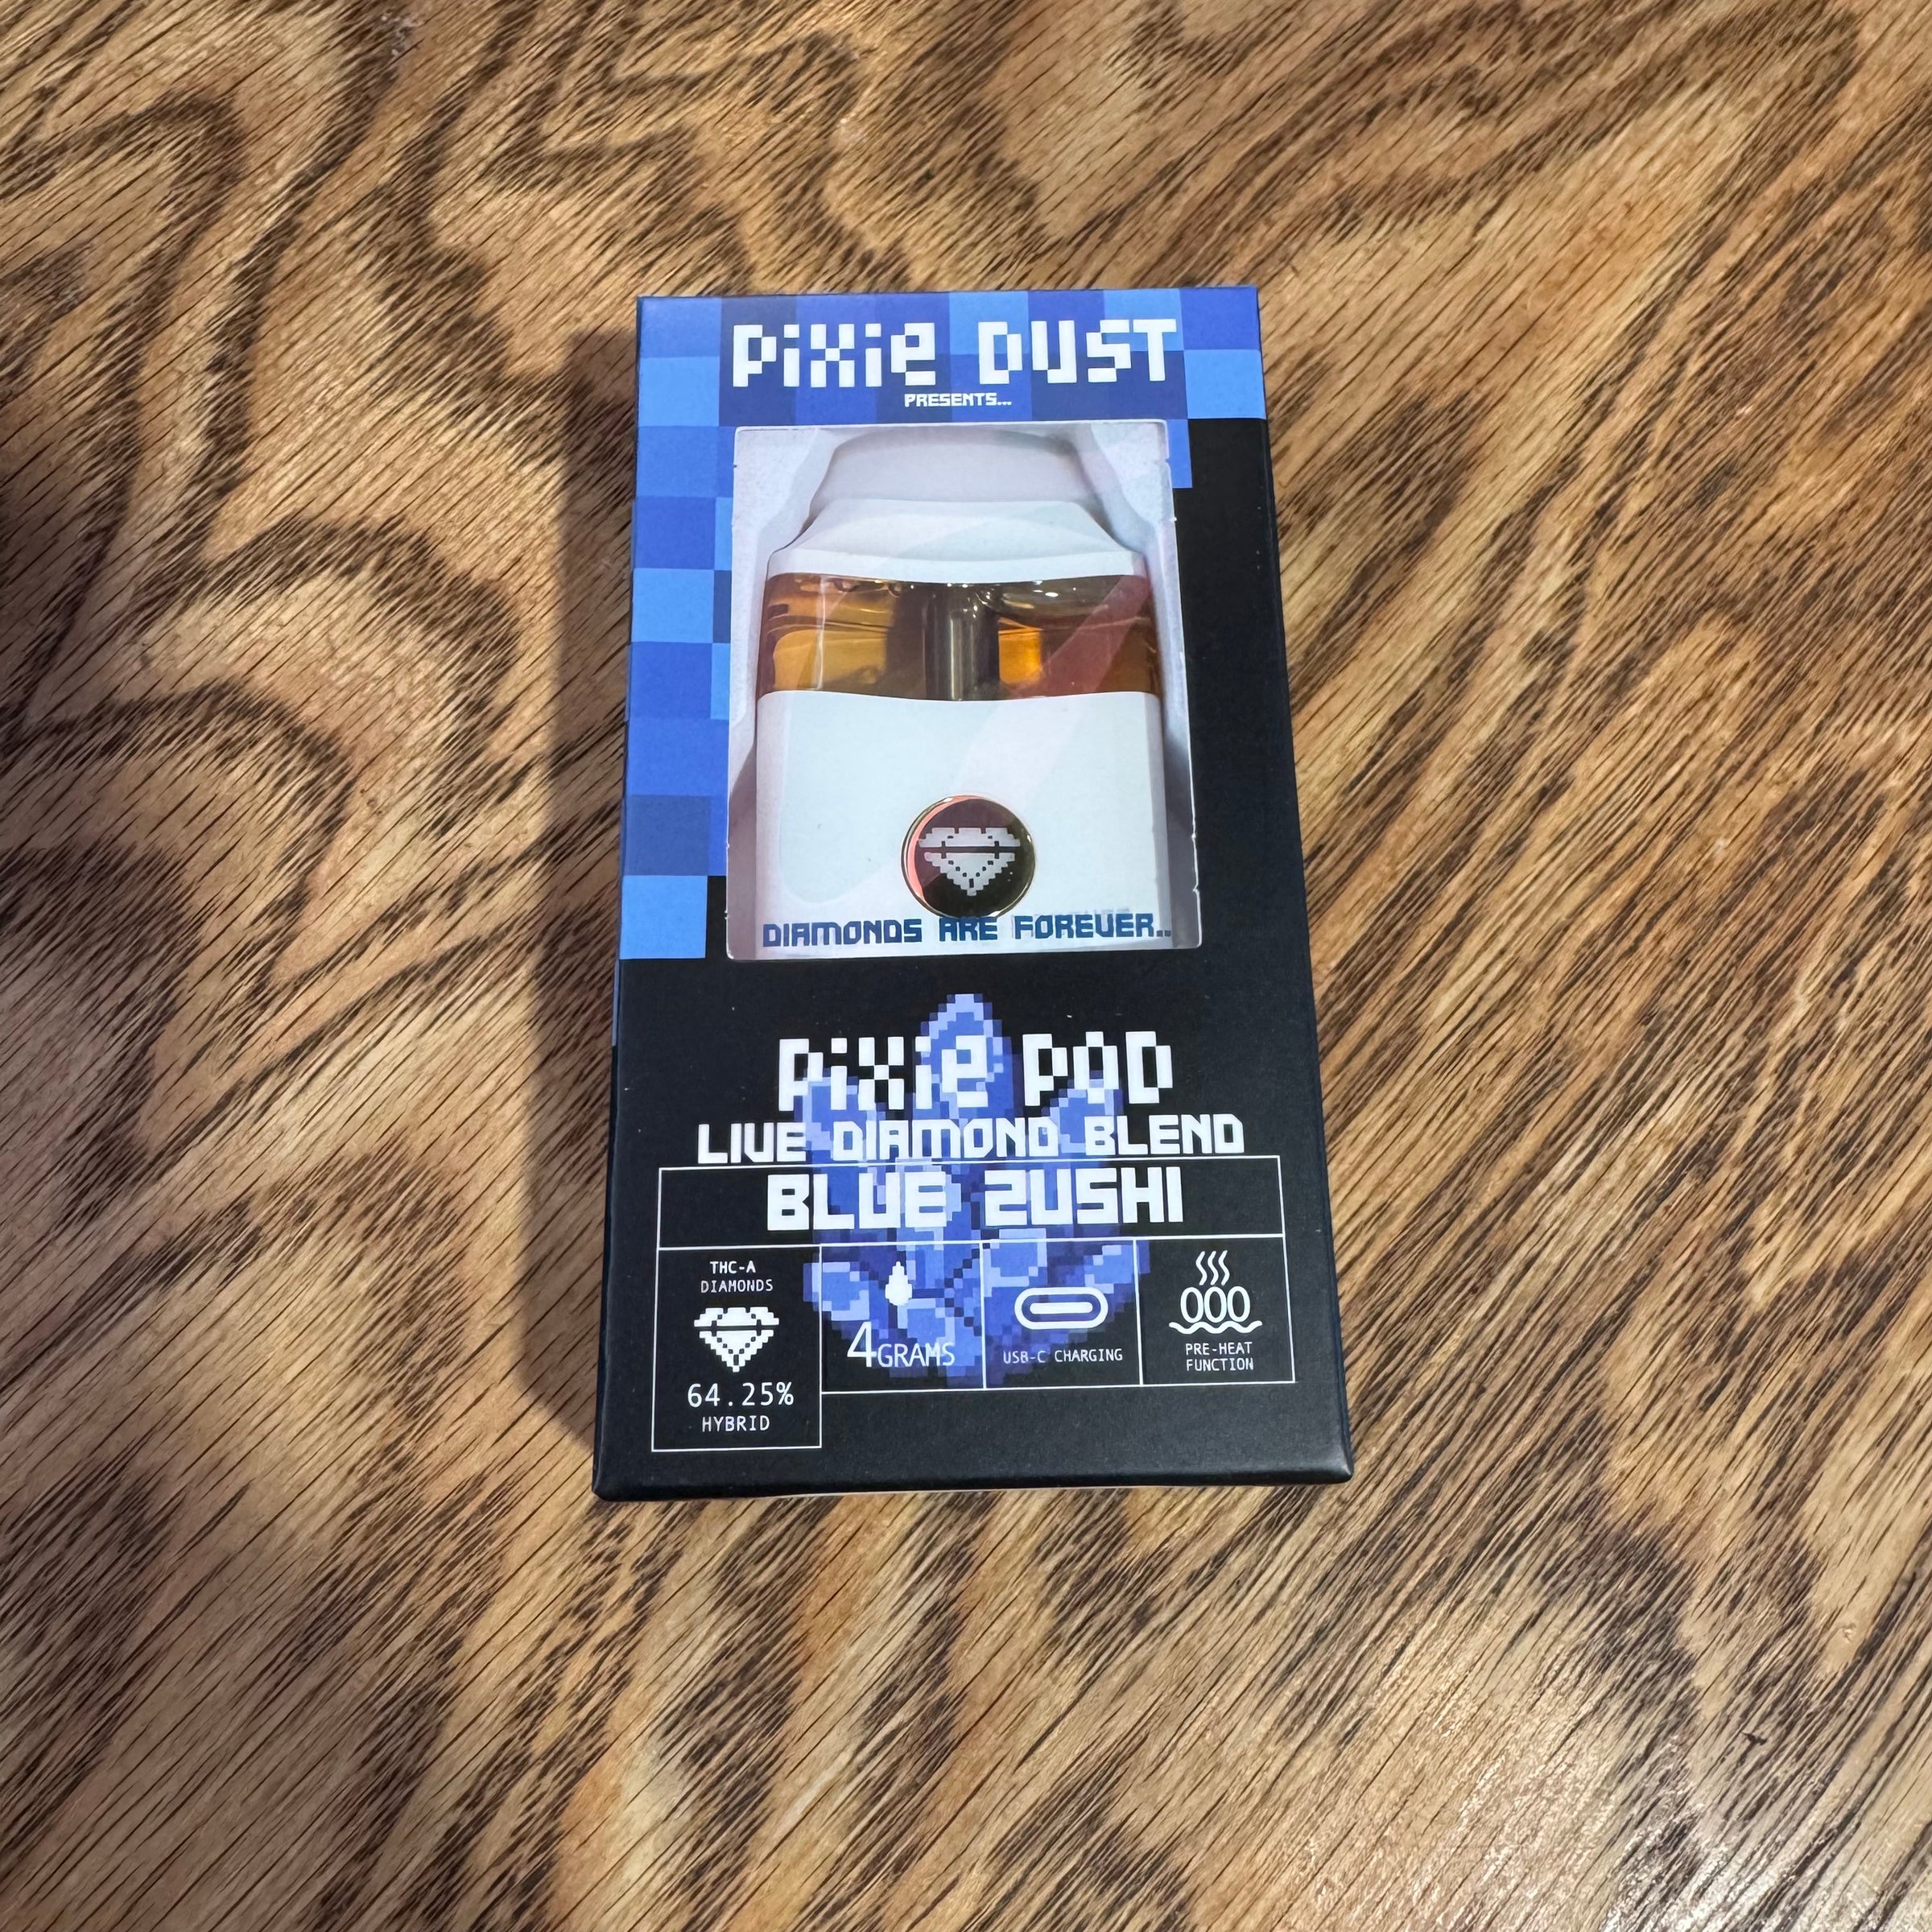 PiXie DUST
PRESENTS...
DIAMONDS ARE FOREVER..
PiXie POD
LIVE DIAMOND BLEND
BLUE ZUSHI
THC-A
DIAMONDS
64.25%
HYBRID
4GRAMS
USB-C CHARGING
PRE-HEAT
FUNCTION